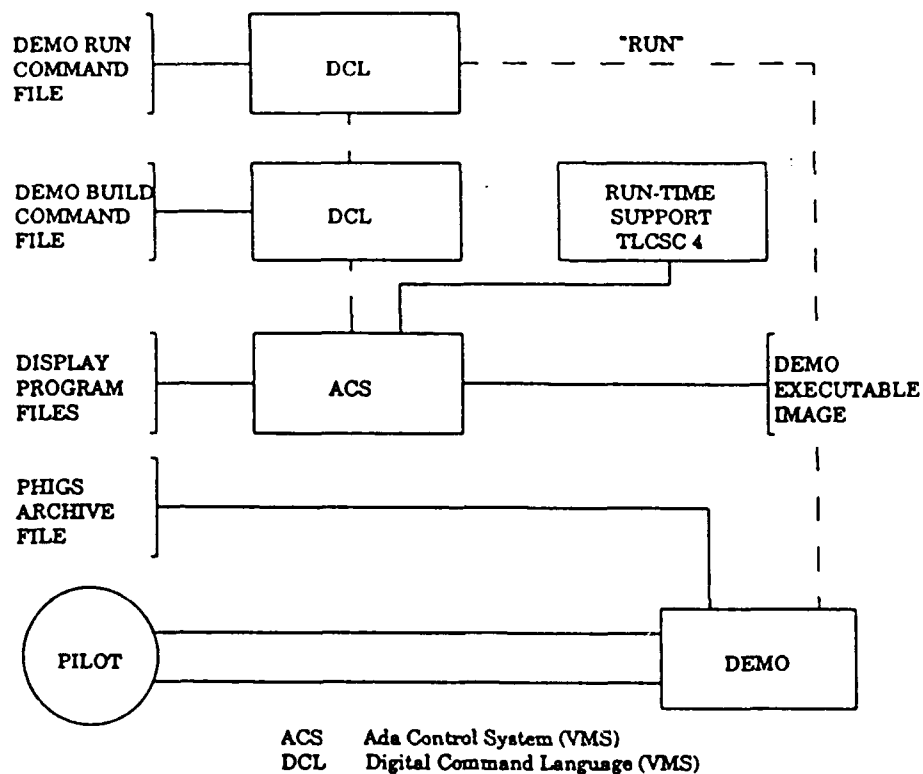 DEMO RUN
COMMAND
FILE
DCL
"RUN"
DEMO BUILD
COMMAND
FILE
DCL
RUN-TIME
SUPPORT
TLCSC 4
DISPLAY
PROGRAM
FILES
ACS
DEMO
EXECUTABLE
IMAGE
PHIGS
ARCHIVE
FILE
PILOT
DEMO
ACS Ada Control System (VMS)
DCL Digital Command Language (VMS)